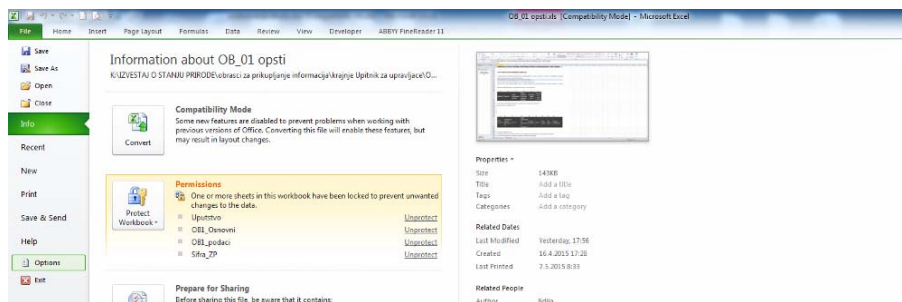 OB_01 opsti.xls [Compatibility Mode] - Microsoft Excel
File Home Insert Page Layout Formulas Data Review View Developer ABBYY FineReader 11
Save
Save As
Open
Close
Info
Recent
New
Print
Save & Send
Help
Options
Exit
Information about OB_01 opsti
K:\IZVESTAJ O STANJU PRIRODE\obrasci za prikupljanje informacija\krajnje Upitnik za upravljace\O...
Convert
Compatibility Mode
Some new features are disabled to prevent problems when working with
previous versions of Office. Converting this file will enable these features, but
may result in layout changes.
Protect
Workbook
Permissions
One or more sheets in this workbook have been locked to prevent unwanted
changes to the data.
Uputstvo Unprotect
OB1_Osnovni Unprotect
OB1_podaci Unprotect
Sifra_ZP Unprotect
Prepare for Sharing
Before sharing this file, be aware that it contains:
Properties
Size 143KB
Title Add a title
Tags Add a tag
Categories Add a category
Related Dates
Last Modified Yesterday, 17:56
Created 16.4.2015 17:28
Last Printed 7.5.2015 8:33
Related People
Author